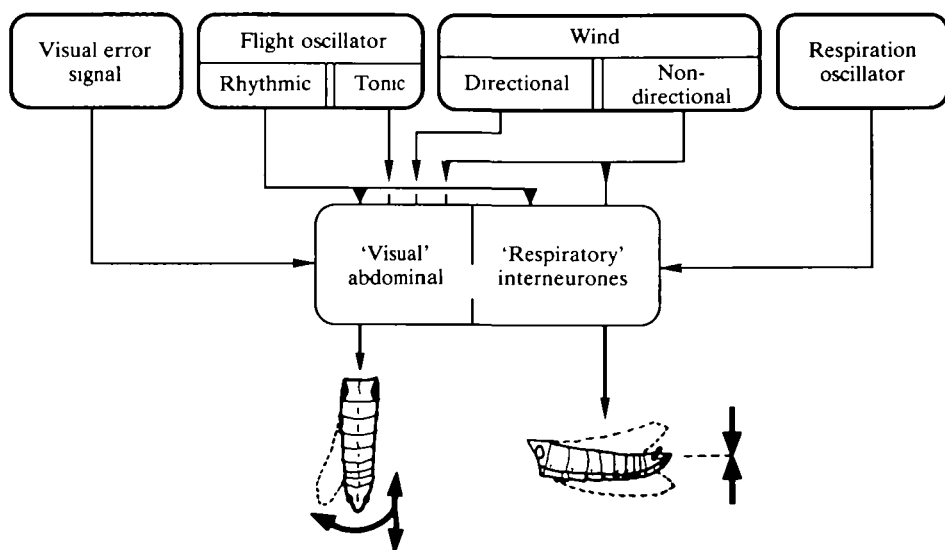 Visual error
signal
Flight oscillator
Rhythmic
Tonic
Wind
Directional
Non-
directional
Respiration
oscillator
‘Visual’
abdominal
‘Respiratory’
interneurones